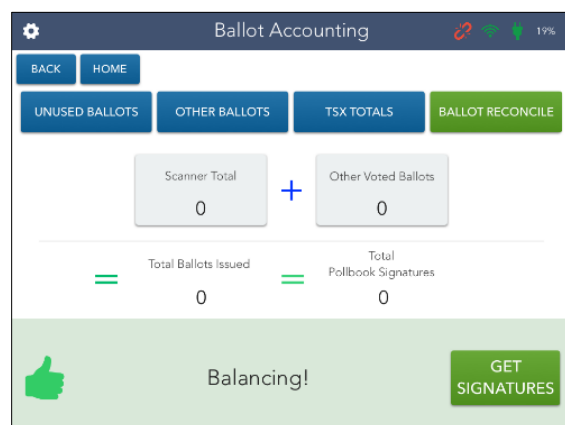 Ballot Accounting
19%
BACK
HOME
UNUSED BALLOTS
OTHER BALLOTS
TSX TOTALS
BALLOT RECONCILE
Scanner Total
0
+
Other Voted Ballots
0
=
Total Ballots Issued
0
=
Total
Pollbook Signatures
0
Balancing!
GET
SIGNATURES